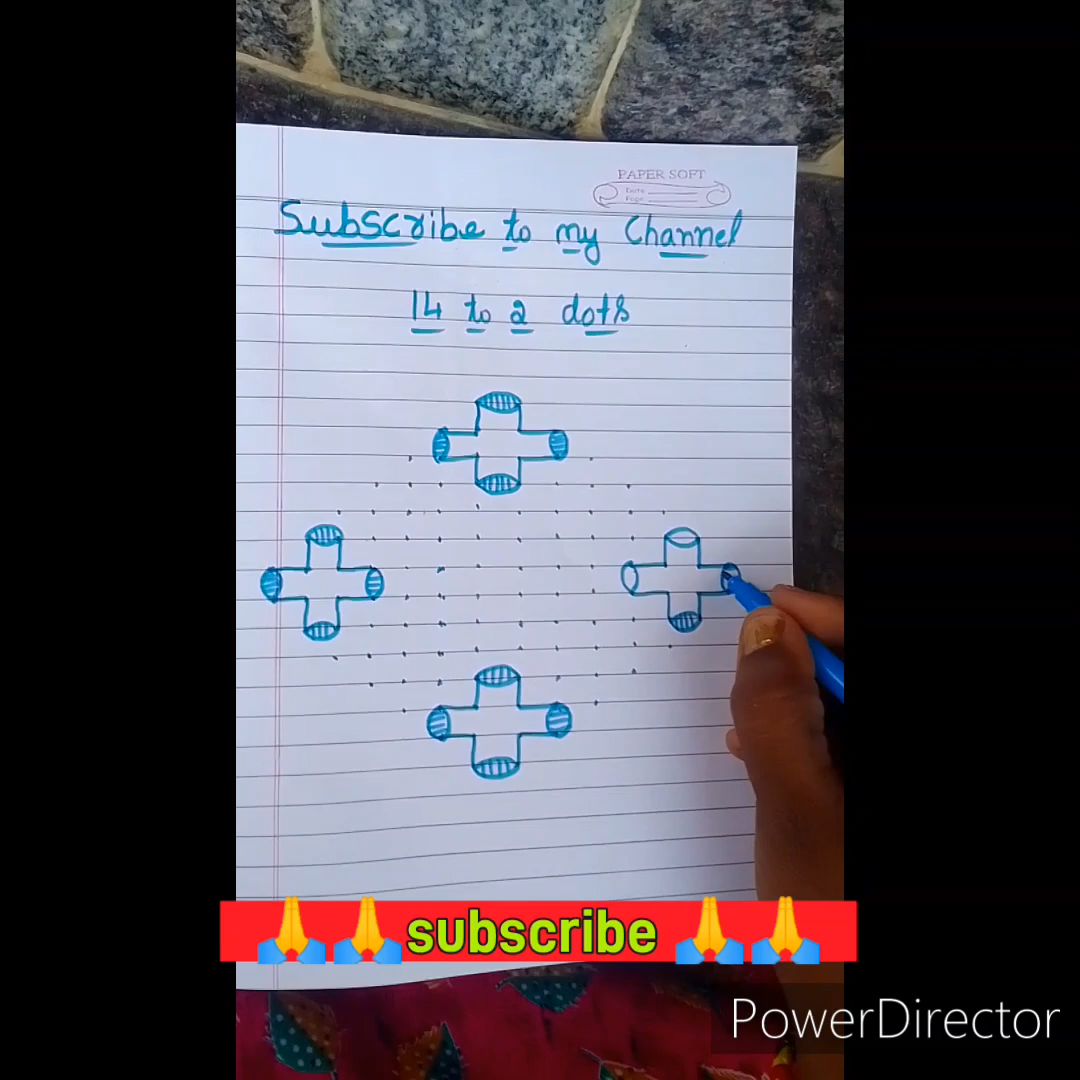 PAPER SOFT
Date
Page
Subscribe to my Channel
14 to 2 dots
subscribe
PowerDirector